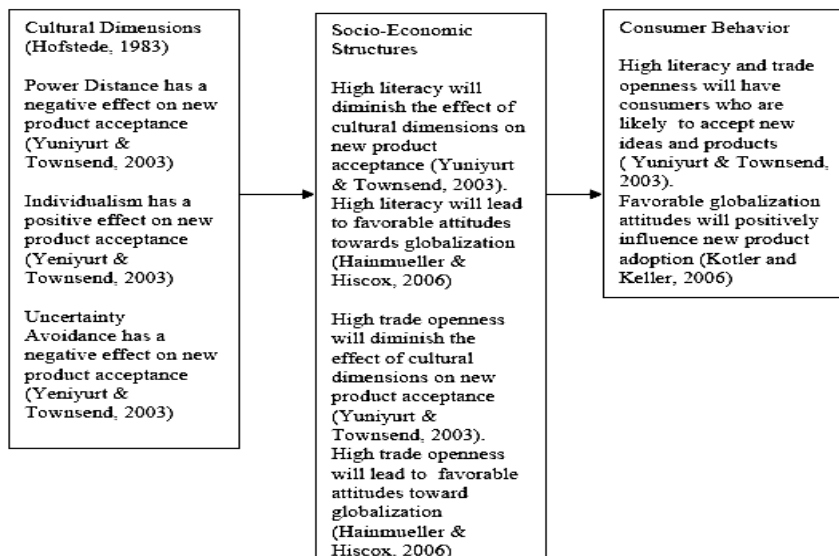 Cultural Dimensions
(Hofstede, 1983)
Power Distance has a
negative effect on new
product acceptance
(Yuniyurt &
Townsend, 2003)
Individualism has a
positive effect on new
product acceptance
(Yeniyurt &
Townsend, 2003)
Uncertainty
Avoidance has a
negative effect on new
product acceptance
(Yeniyurt &
Townsend, 2003)
Socio-Economic
Structures
High literacy will
diminish the effect of
cultural dimensions on
new product
acceptance (Yuniyurt
& Townsend, 2003).
High literacy will lead
to favorable attitudes
towards globalization
(Hainmueller &
Hiscox, 2006)
High trade openness
will diminish the
effect of cultural
dimensions on new
product acceptance
(Yuniyurt &
Townsend, 2003).
High trade openness
will lead to favorable
attitudes toward
globalization
(Hainmueller &
Hiscox, 2006)
Consumer Behavior
High literacy and trade
openness will have
consumers who are
likely to accept new
ideas and products
( Yuniyurt & Townsend,
2003).
Favorable globalization
attitudes will positively
influence new product
adoption (Kotler and
Keller, 2006)